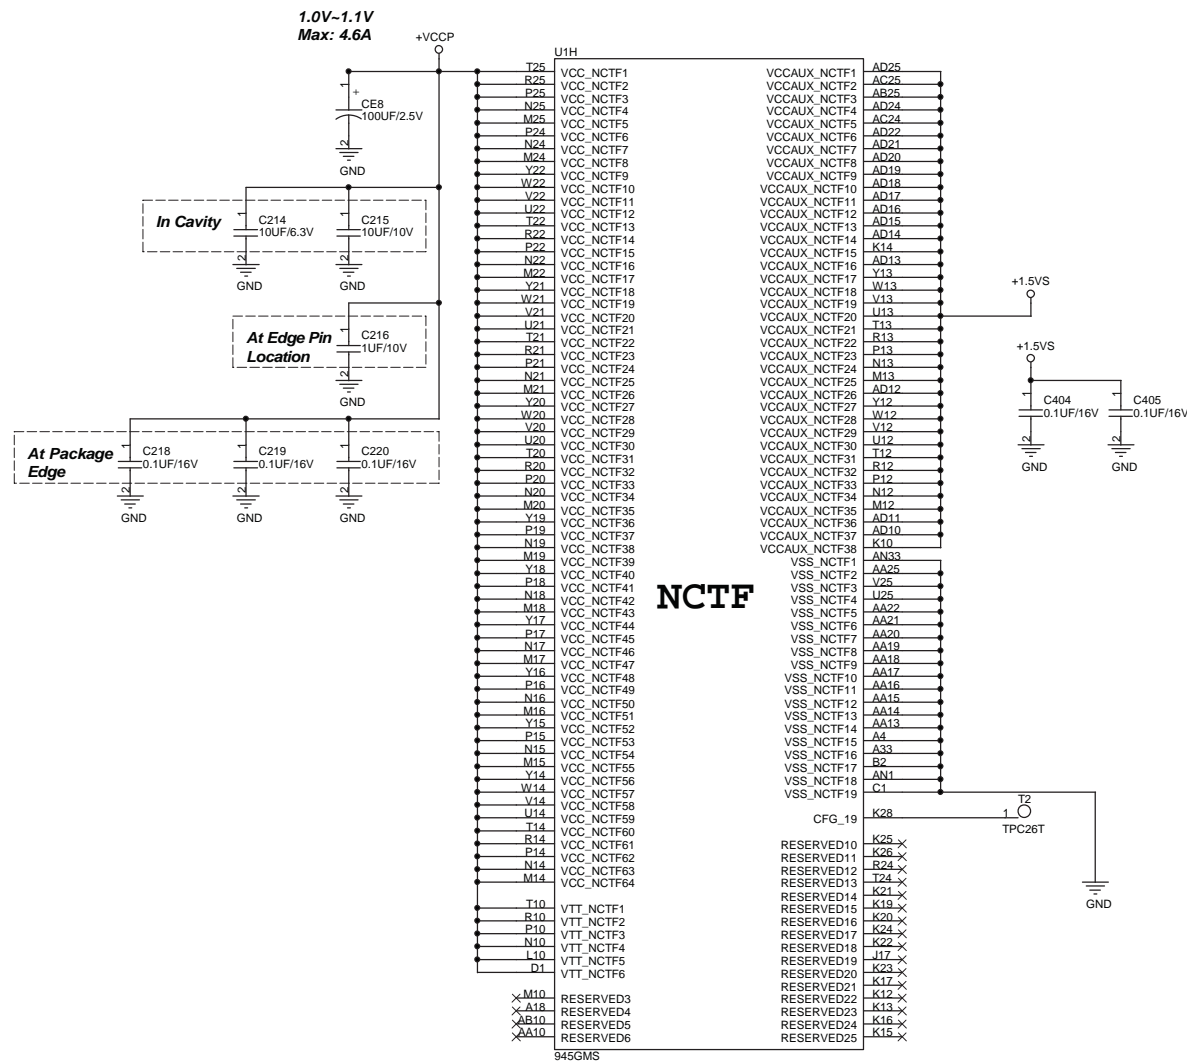 1.0V~1.1V
Max: 4.6A
+VCCP
1
+
CE8
100UF/2.5V
2
GND
In Cavity
1
C214
10UF/6.3V
2
GND
1
C215
10UF/10V
2
GND
At Edge Pin
Location
1
C216
1UF/10V
2
GND
At Package
Edge
1
C218
0.1UF/16V
2
GND
1
C219
0.1UF/16V
2
GND
1
C220
0.1UF/16V
2
GND
U1H
T25 VCC_NCTF1
R25 VCC_NCTF2
P25 VCC_NCTF3
N25 VCC_NCTF4
M25 VCC_NCTF5
P24 VCC_NCTF6
N24 VCC_NCTF7
M24 VCC_NCTF8
Y22 VCC_NCTF9
W22 VCC_NCTF10
V22 VCC_NCTF11
U22 VCC_NCTF12
T22 VCC_NCTF13
R22 VCC_NCTF14
P22 VCC_NCTF15
N22 VCC_NCTF16
M22 VCC_NCTF17
Y21 VCC_NCTF18
W21 VCC_NCTF19
V21 VCC_NCTF20
U21 VCC_NCTF21
T21 VCC_NCTF22
R21 VCC_NCTF23
P21 VCC_NCTF24
N21 VCC_NCTF25
M21 VCC_NCTF26
Y20 VCC_NCTF27
W20 VCC_NCTF28
V20 VCC_NCTF29
U20 VCC_NCTF30
T20 VCC_NCTF31
R20 VCC_NCTF32
P20 VCC_NCTF33
N20 VCC_NCTF34
M20 VCC_NCTF35
Y19 VCC_NCTF36
P19 VCC_NCTF37
N19 VCC_NCTF38
M19 VCC_NCTF39
Y18 VCC_NCTF40
P18 VCC_NCTF41
N18 VCC_NCTF42
M18 VCC_NCTF43
Y17 VCC_NCTF44
P17 VCC_NCTF45
N17 VCC_NCTF46
M17 VCC_NCTF47
Y16 VCC_NCTF48
P16 VCC_NCTF49
N16 VCC_NCTF50
M16 VCC_NCTF51
Y15 VCC_NCTF52
P15 VCC_NCTF53
N15 VCC_NCTF54
M15 VCC_NCTF55
Y14 VCC_NCTF56
W14 VCC_NCTF57
V14 VCC_NCTF58
U14 VCC_NCTF59
T14 VCC_NCTF60
R14 VCC_NCTF61
P14 VCC_NCTF62
N14 VCC_NCTF63
M14 VCC_NCTF64
T10 VTT_NCTF1
R10 VTT_NCTF2
P10 VTT_NCTF3
N10 VTT_NCTF4
L10 VTT_NCTF5
D1 VTT_NCTF6
M10 RESERVED3
A18 RESERVED4
AB10 RESERVED5
AA10 RESERVED6
945GMS
NCTF
VCCAUX_NCTF1 AD25
VCCAUX_NCTF2 AC25
VCCAUX_NCTF3 AB25
VCCAUX_NCTF4 AD24
VCCAUX_NCTF5 AC24
VCCAUX_NCTF6 AD22
VCCAUX_NCTF7 AD21
VCCAUX_NCTF8 AD20
VCCAUX_NCTF9 AD19
VCCAUX_NCTF10 AD18
VCCAUX_NCTF11 AD17
VCCAUX_NCTF12 AD16
VCCAUX_NCTF13 AD15
VCCAUX_NCTF14 AD14
VCCAUX_NCTF15 K14
VCCAUX_NCTF16 AD13
VCCAUX_NCTF17 Y13
VCCAUX_NCTF18 W13
VCCAUX_NCTF19 V13
VCCAUX_NCTF20 U13
VCCAUX_NCTF21 T13
VCCAUX_NCTF22 R13
VCCAUX_NCTF23 P13
VCCAUX_NCTF24 N13
VCCAUX_NCTF25 M13
VCCAUX_NCTF26 AD12
VCCAUX_NCTF27 Y12
VCCAUX_NCTF28 W12
VCCAUX_NCTF29 V12
VCCAUX_NCTF30 U12
VCCAUX_NCTF31 T12
VCCAUX_NCTF32 R12
VCCAUX_NCTF33 P12
VCCAUX_NCTF34 N12
VCCAUX_NCTF35 M12
VCCAUX_NCTF36 AD11
VCCAUX_NCTF37 AD10
VCCAUX_NCTF38 K10
VSS_NCTF1 AN33
VSS_NCTF2 AA25
VSS_NCTF3 V25
VSS_NCTF4 U25
VSS_NCTF5 AA22
VSS_NCTF6 AA21
VSS_NCTF7 AA20
VSS_NCTF8 AA19
VSS_NCTF9 AA18
VSS_NCTF10 AA17
VSS_NCTF11 AA16
VSS_NCTF12 AA15
VSS_NCTF13 AA14
VSS_NCTF14 AA13
VSS_NCTF15 A4
VSS_NCTF16 A33
VSS_NCTF17 B2
VSS_NCTF18 AN1
VSS_NCTF19 C1
CFG_19 K28
RESERVED10 K25
RESERVED11 K26
RESERVED12 R24
RESERVED13 T24
RESERVED14 K21
RESERVED15 K19
RESERVED16 K20
RESERVED17 K24
RESERVED18 K22
RESERVED19 J17
RESERVED20 K23
RESERVED21 K17
RESERVED22 K12
RESERVED23 K13
RESERVED24 K16
RESERVED25 K15
+1.5VS
+1.5VS
1
C404
0.1UF/16V
2
GND
1
C405
0.1UF/16V
2
GND
1
T2
TPC26T
GND